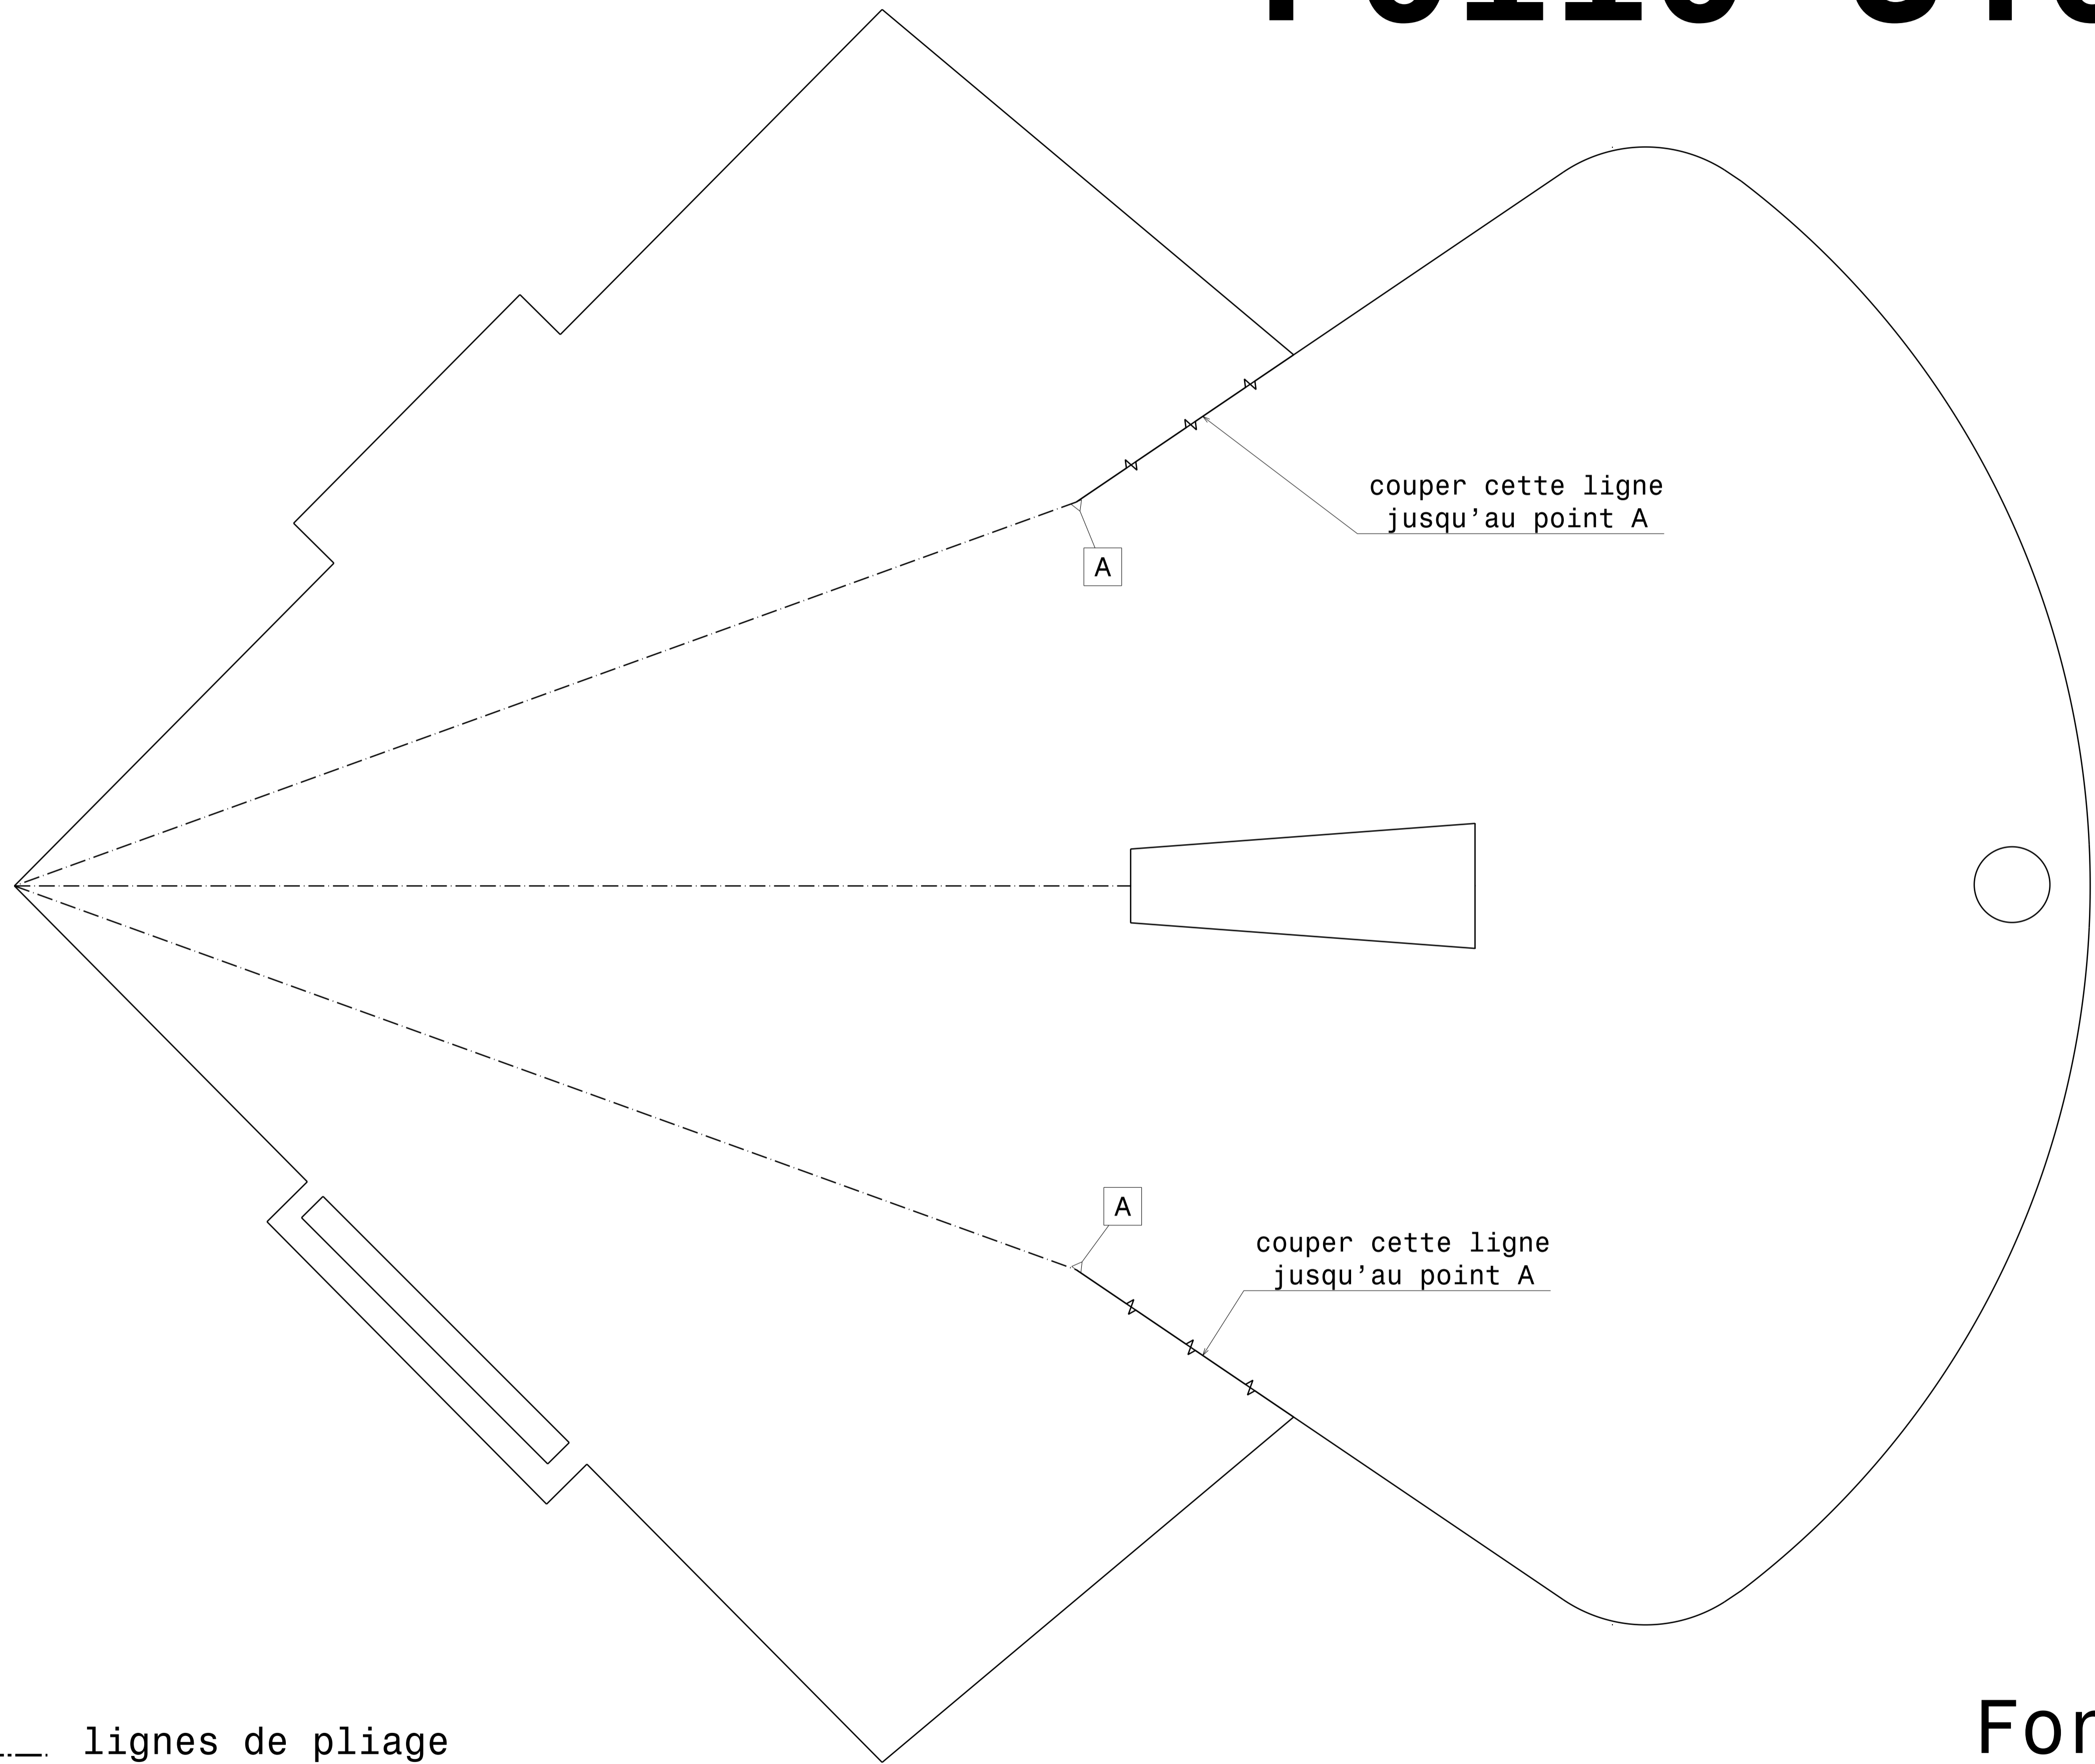 couper cette ligne
jusqu’au point A
A
A
couper cette ligne
jusqu’au point A
lignes de pliage